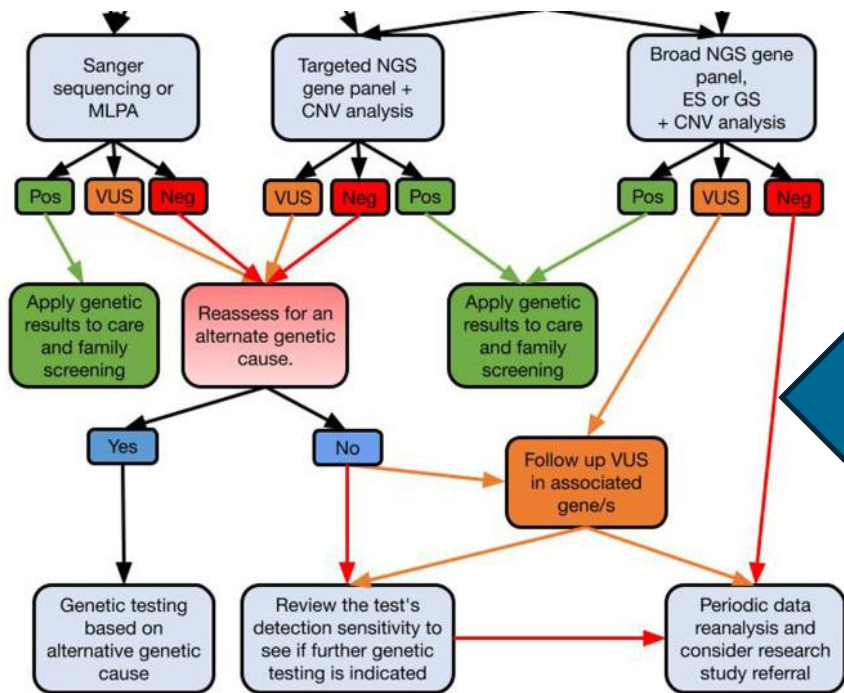 Sanger
sequencing or
MLPA
Targeted NGS
gene panel +
CNV analysis
Broad NGS gene
panel,
ES or GS
+ CNV analysis
Pos
VUS
Neg
VUS
Neg
Pos
Pos
VUS
Neg
Apply genetic
results to care
and family
screening
Reassess for an
alternate genetic
cause.
Apply genetic
results to care
and family
screening
Yes
No
Follow up VUS
in associated
gene/s
Genetic testing
based on
alternative genetic
cause
Review the test's
detection sensitivity to
see if further genetic
testing is indicated
Periodic data
reanalysis and
consider research
study referral